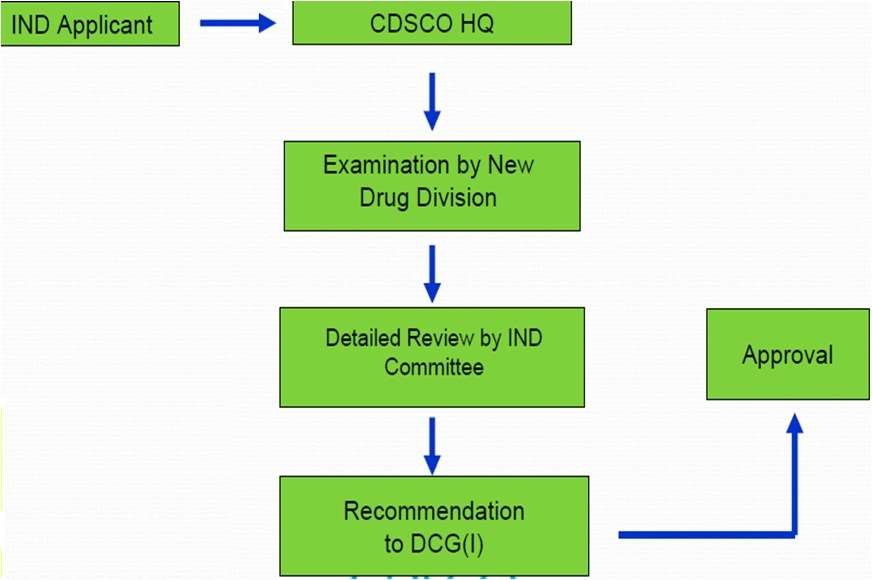 IND Applicant
CDSCO HQ
Examination by New
Drug Division
Detailed Review by IND
Committee
Approval
Recommendation
to DCG(I)